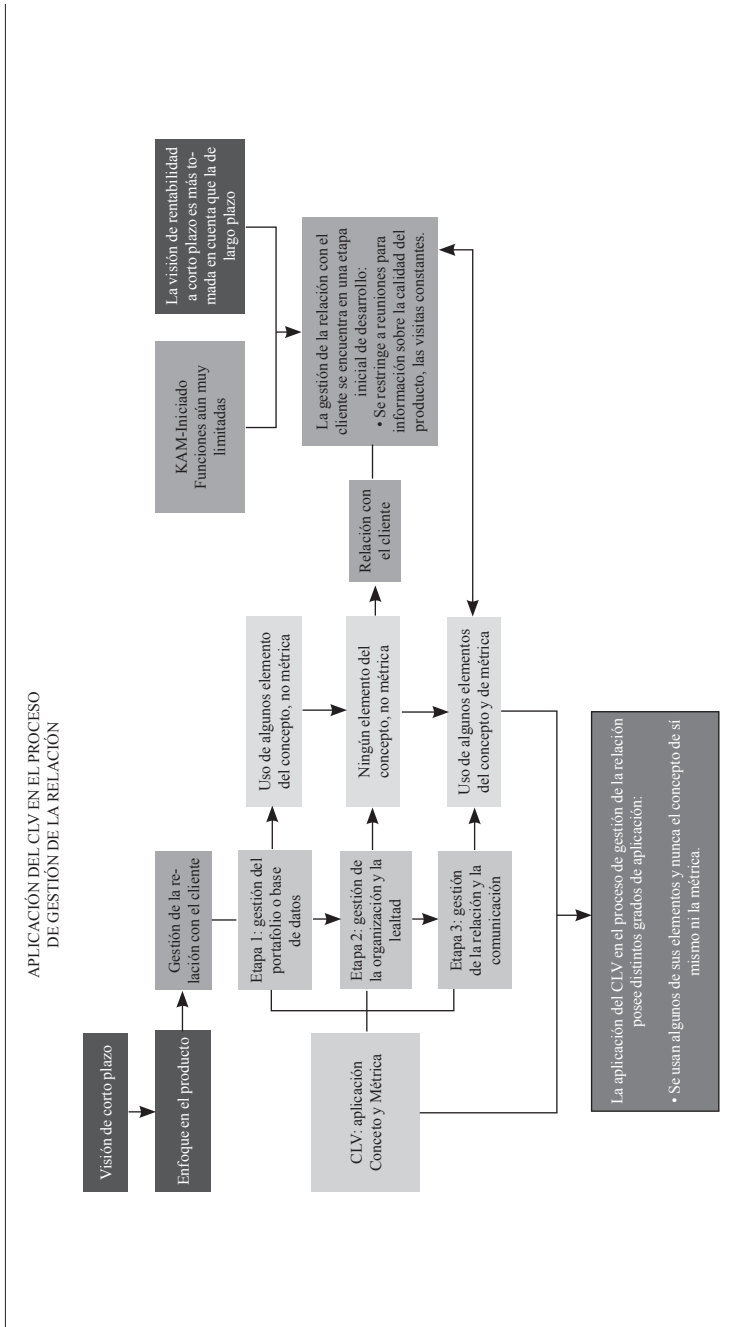 APLICACIÓN DEL CLV EN EL PROCESO
DE GESTIÓN DE LA RELACIÓN
Visión de corto plazo
Enfoque en el producto
Gestión de la re-
lación con el cliente
KAM-Iniciado
Funciones aún muy
limitadas
La visión de rentabilidad
a corto plazo es más to-
mada en cuenta que la de
largo plazo
CLV: aplicación
Conceto y Métrica
Etapa 1: gestión del
portafolio o base
de datos
Uso de algunos elemento
del concepto, no métrica
Etapa 2: gestión de
la organización y la
lealtad
Ningún elemento del
concepto, no métrica
Relación con
el cliente
La gestión de la relación con el
cliente se encuentra en una etapa
inicial de desarrollo:
• Se restringe a reuniones para
información sobre la calidad del
producto, las visitas constantes.
Etapa 3: gestión
de la relación y la
comunicación
Uso de algunos elementos
del concepto y de métrica
La aplicación del CLV en el proceso de gestión de la relación
posee distintos grados de aplicación:
• Se usan algunos de sus elementos y nunca el concepto de sí
mismo ni la métrica.